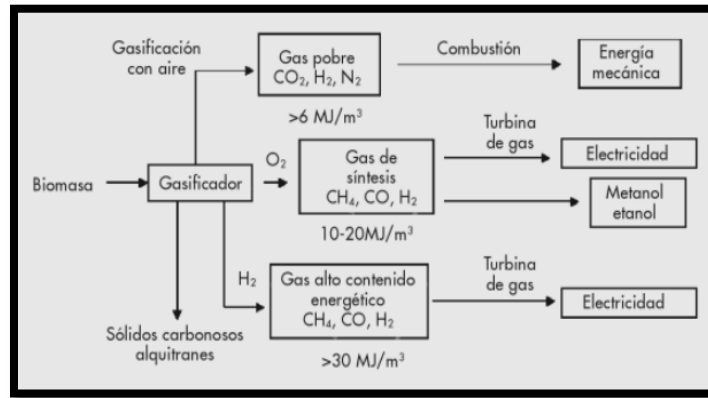 Gasificación
con aire
Gas pobre
CO₂, H₂, N₂
>6 MJ/m³
Combustión
Energía
mecánica
Biomasa
Gasificador
O₂
Gas de
síntesis
CH₄, CO, H₂
10-20MJ/m³
Turbina
de gas
Electricidad
Metanol
etanol
H₂
Gas alto contenido
energético
CH₄, CO, H₂
>30 MJ/m³
Turbina
de gas
Electricidad
Sólidos carbonosos
alquitranes